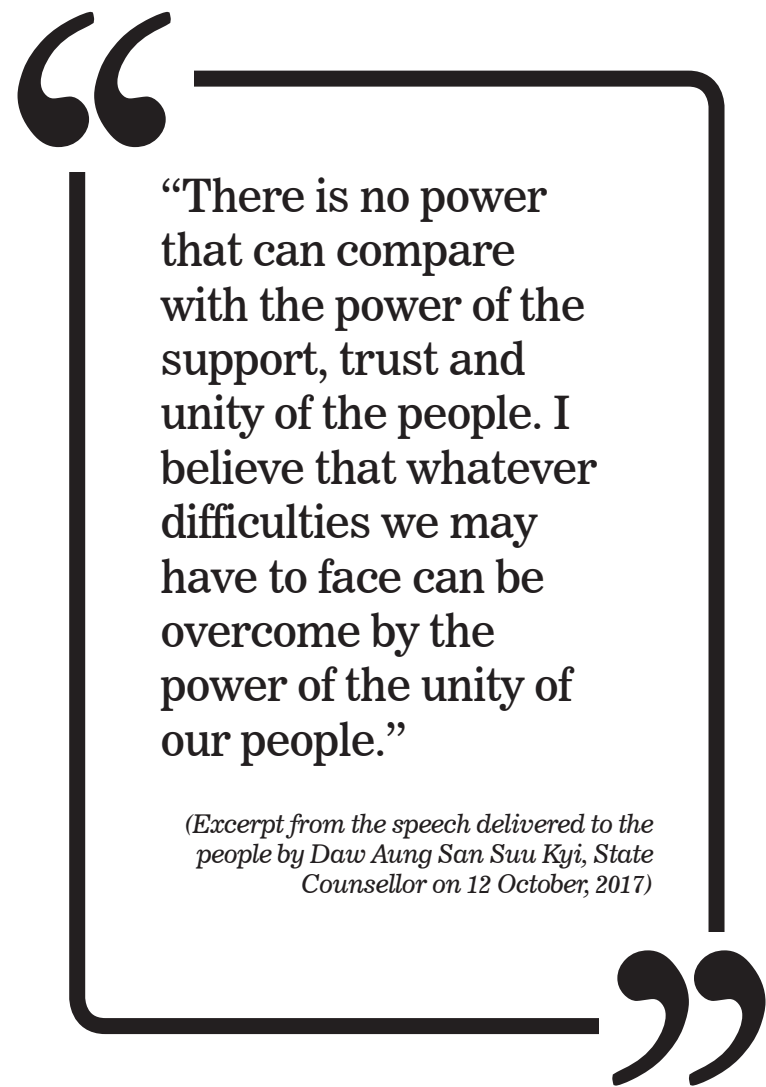 “There is no power
that can compare
with the power of the
support, trust and
unity of the people. I
believe that whatever
difficulties we may
have to face can be
overcome by the
power of the unity of
our people.”
(Excerpt from the speech delivered to the
people by Daw Aung San Suu Kyi, State
Counsellor on 12 October, 2017)